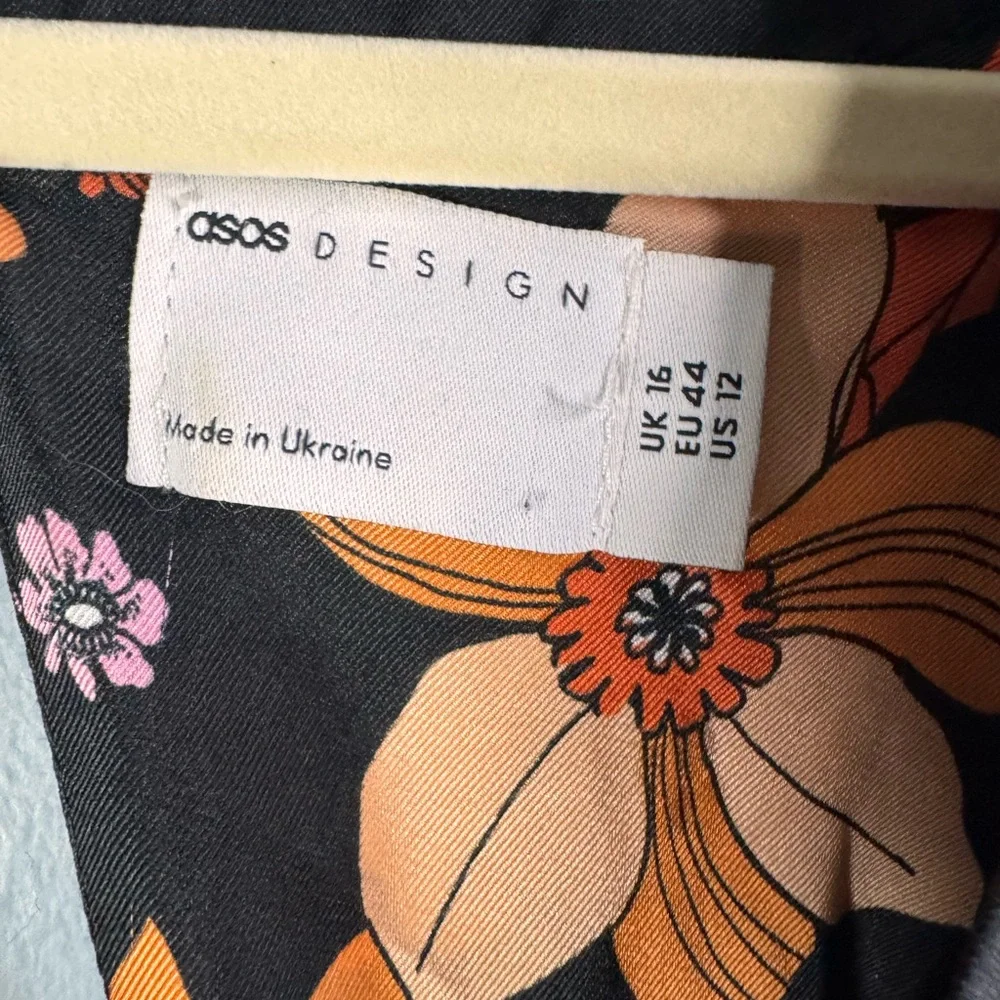 asos DESIGN
Made in Ukraine
UK 16
EU 44
US 12